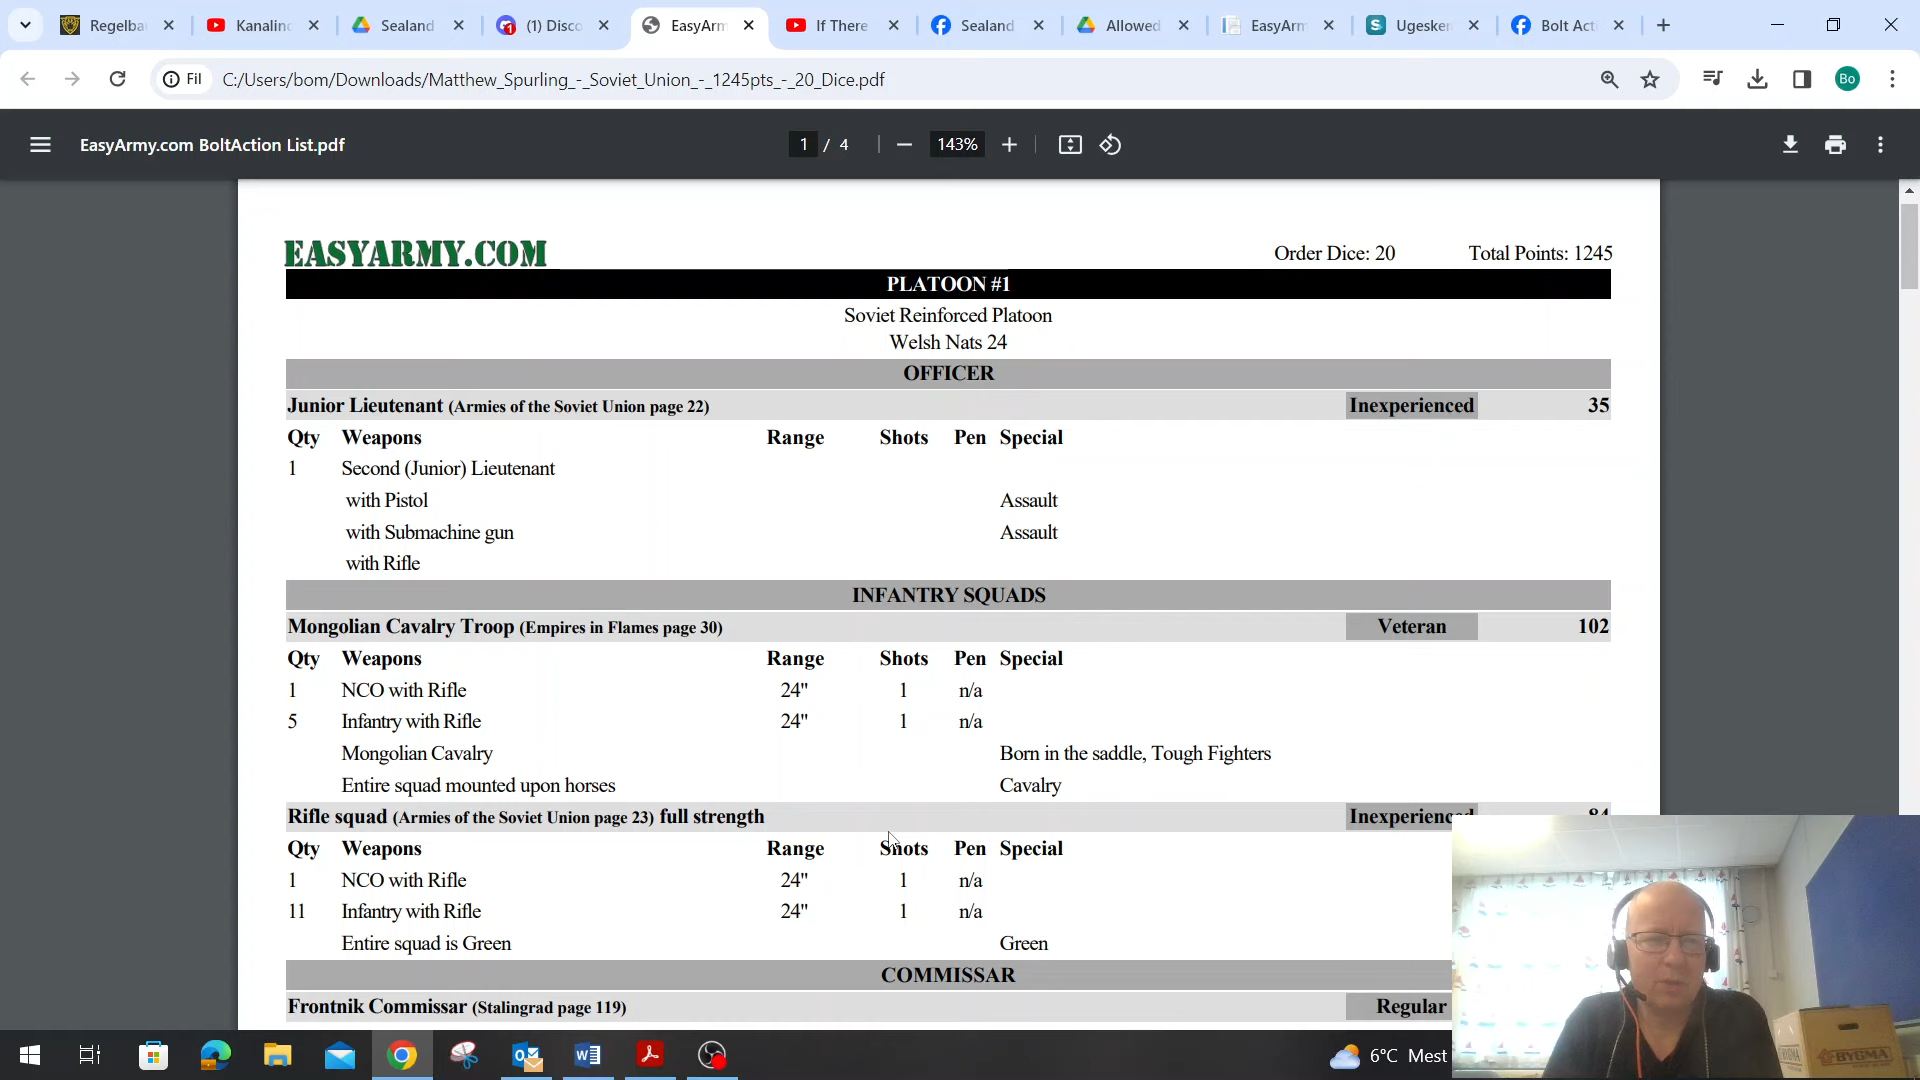 Regelba
Kanalinc
Sealand
(1) Disco
EasyArm
If There
Sealand
Allowed
EasyArm
Ugesken
Bolt Acti
Fil
C:/Users/bom/Downloads/Matthew_Spurling_-_Soviet_Union_-_1245pts_-_20_Dice.pdf
Bo
EasyArmy.com BoltAction List.pdf
1 / 4
143%
EASYARMY.COM
Order Dice: 20 Total Points: 1245
PLATOON #1
Soviet Reinforced Platoon
Welsh Nats 24
OFFICER
Junior Lieutenant (Armies of the Soviet Union page 22) Inexperienced 35
Qty Weapons Range Shots Pen Special
1 Second (Junior) Lieutenant
with Pistol Assault
with Submachine gun Assault
with Rifle
INFANTRY SQUADS
Mongolian Cavalry Troop (Empires in Flames page 30) Veteran 102
Qty Weapons Range Shots Pen Special
1 NCO with Rifle 24" 1 n/a
5 Infantry with Rifle 24" 1 n/a
Mongolian Cavalry Born in the saddle, Tough Fighters
Entire squad mounted upon horses Cavalry
Rifle squad (Armies of the Soviet Union page 23) full strength Inexperienced 84
Qty Weapons Range Shots Pen Special
1 NCO with Rifle 24" 1 n/a
11 Infantry with Rifle 24" 1 n/a
Entire squad is Green Green
COMMISSAR
Frontnik Commissar (Stalingrad page 119) Regular
6°C Mest
BYGMA